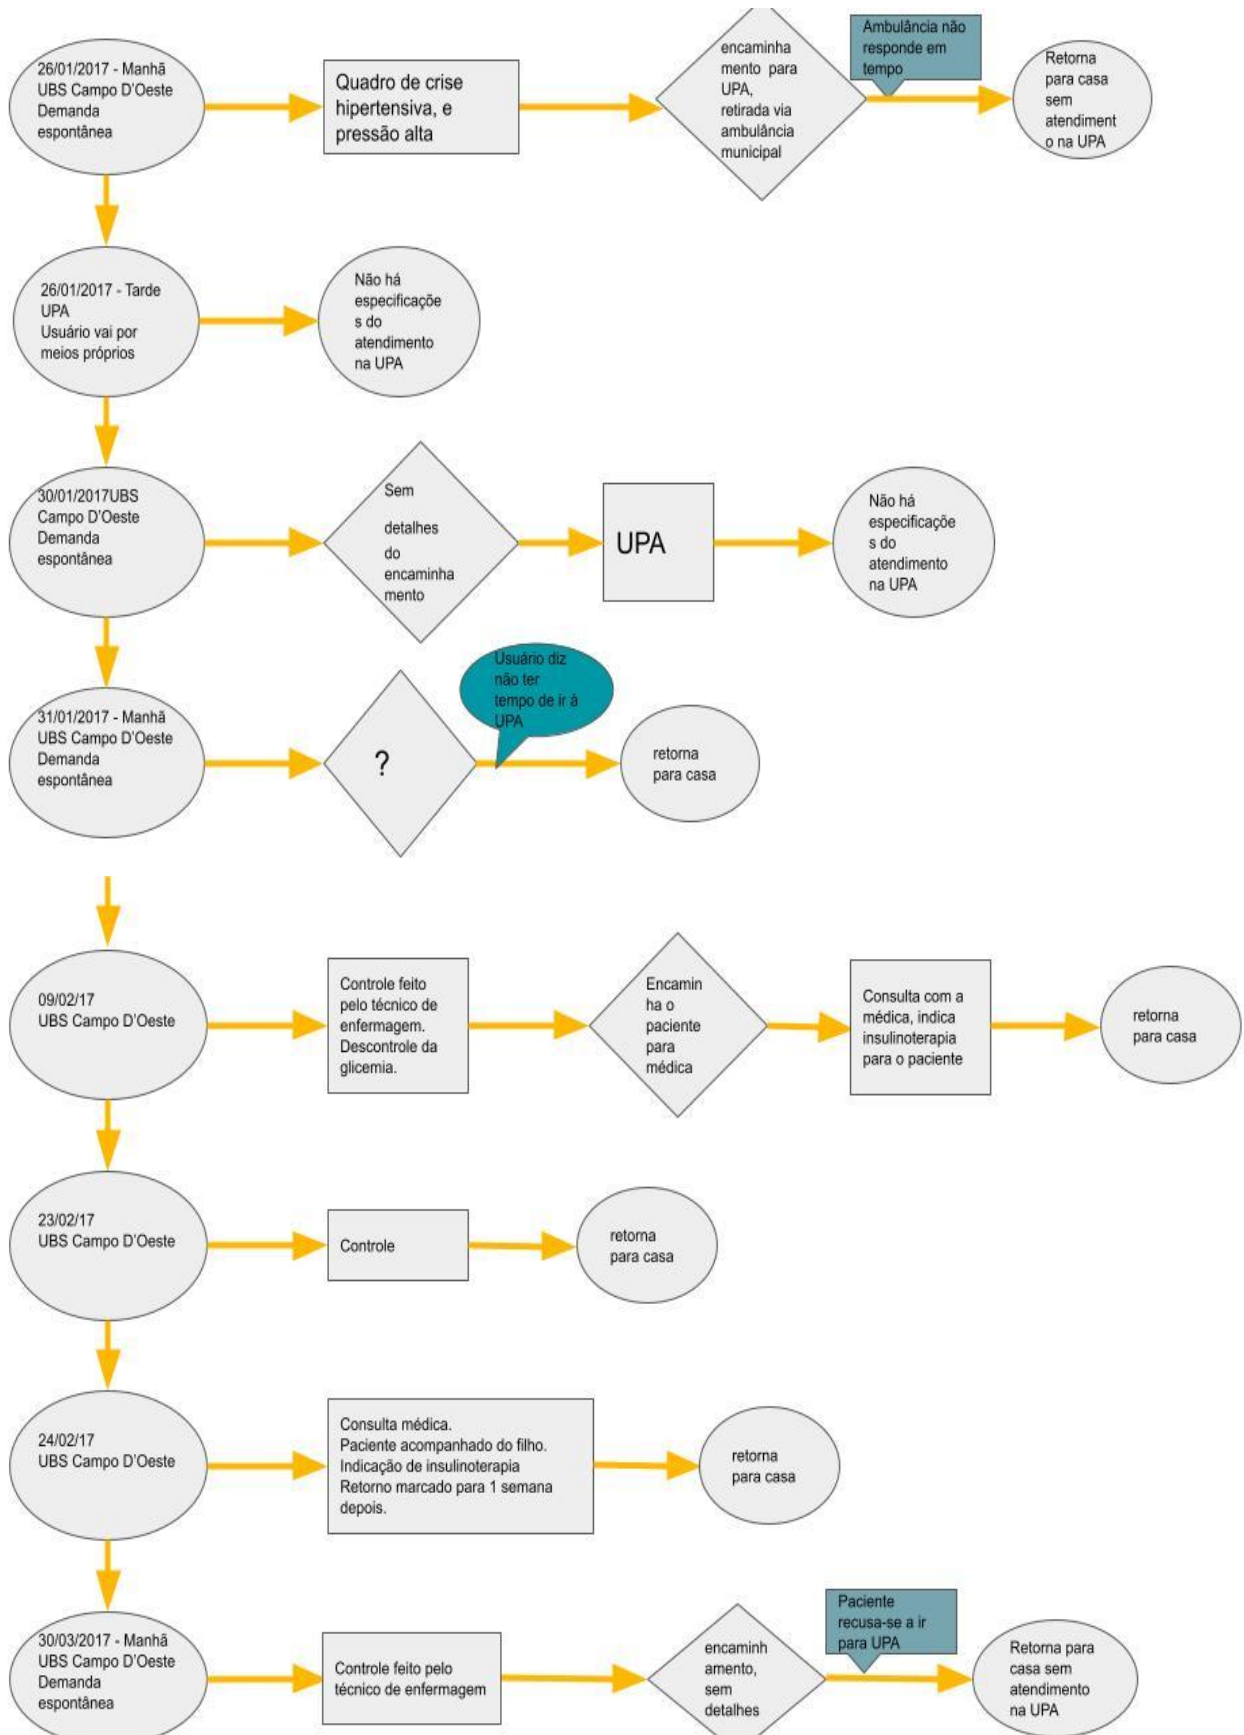 26/01/2017 - Manhã
UBS Campo D'Oeste
Demanda
espontânea
Quadro de crise
hipertensiva, e
pressão alta
encaminha
mento para
UPA,
retirada via
ambulância
municipal
Ambulância não
responde em
tempo
Retorna
para casa
sem
atendiment
o na UPA
26/01/2017 - Tarde
UPA
Usuário vai por
meios próprios
Não há
especificaçõe
s do
atendimento
na UPA
30/01/2017UBS
Campo D'Oeste
Demanda
espontânea
Sem
detalhes
do
encaminha
mento
UPA
Não há
especificaçõe
s do
atendimento
na UPA
31/01/2017 - Manhã
UBS Campo D'Oeste
Demanda
espontânea
?
Usuário diz
não ter
tempo de ir à
UPA
retorna
para casa
09/02/17
UBS Campo D'Oeste
Controle feito
pelo técnico de
enfermagem.
Descontrole da
glicemia.
Encamin
ha o
paciente
para
médica
Consulta com a
médica, indica
insulinoterapia
para o paciente
retorna
para casa
23/02/17
UBS Campo D'Oeste
Controle
retorna
para casa
24/02/17
UBS Campo D'Oeste
Consulta médica.
Paciente acompanhado do filho.
Indicação de insulinoterapia
Retorno marcado para 1 semana
depois.
retorna
para casa
30/03/2017 - Manhã
UBS Campo D'Oeste
Demanda
espontânea
Controle feito pelo
técnico de enfermagem
encaminh
amento,
sem
detalhes
Paciente
recusa-se a ir
para UPA
Retorna para
casa sem
atendimento
na UPA